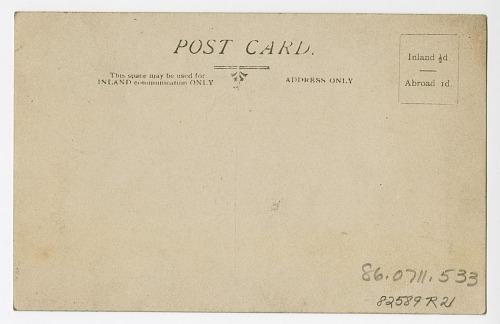 POST CARD.
This space may be used for
INLAND communication ONLY
ADDRESS ONLY
Inland ½d
Abroad 1d.
86.0711.533
82589 R21